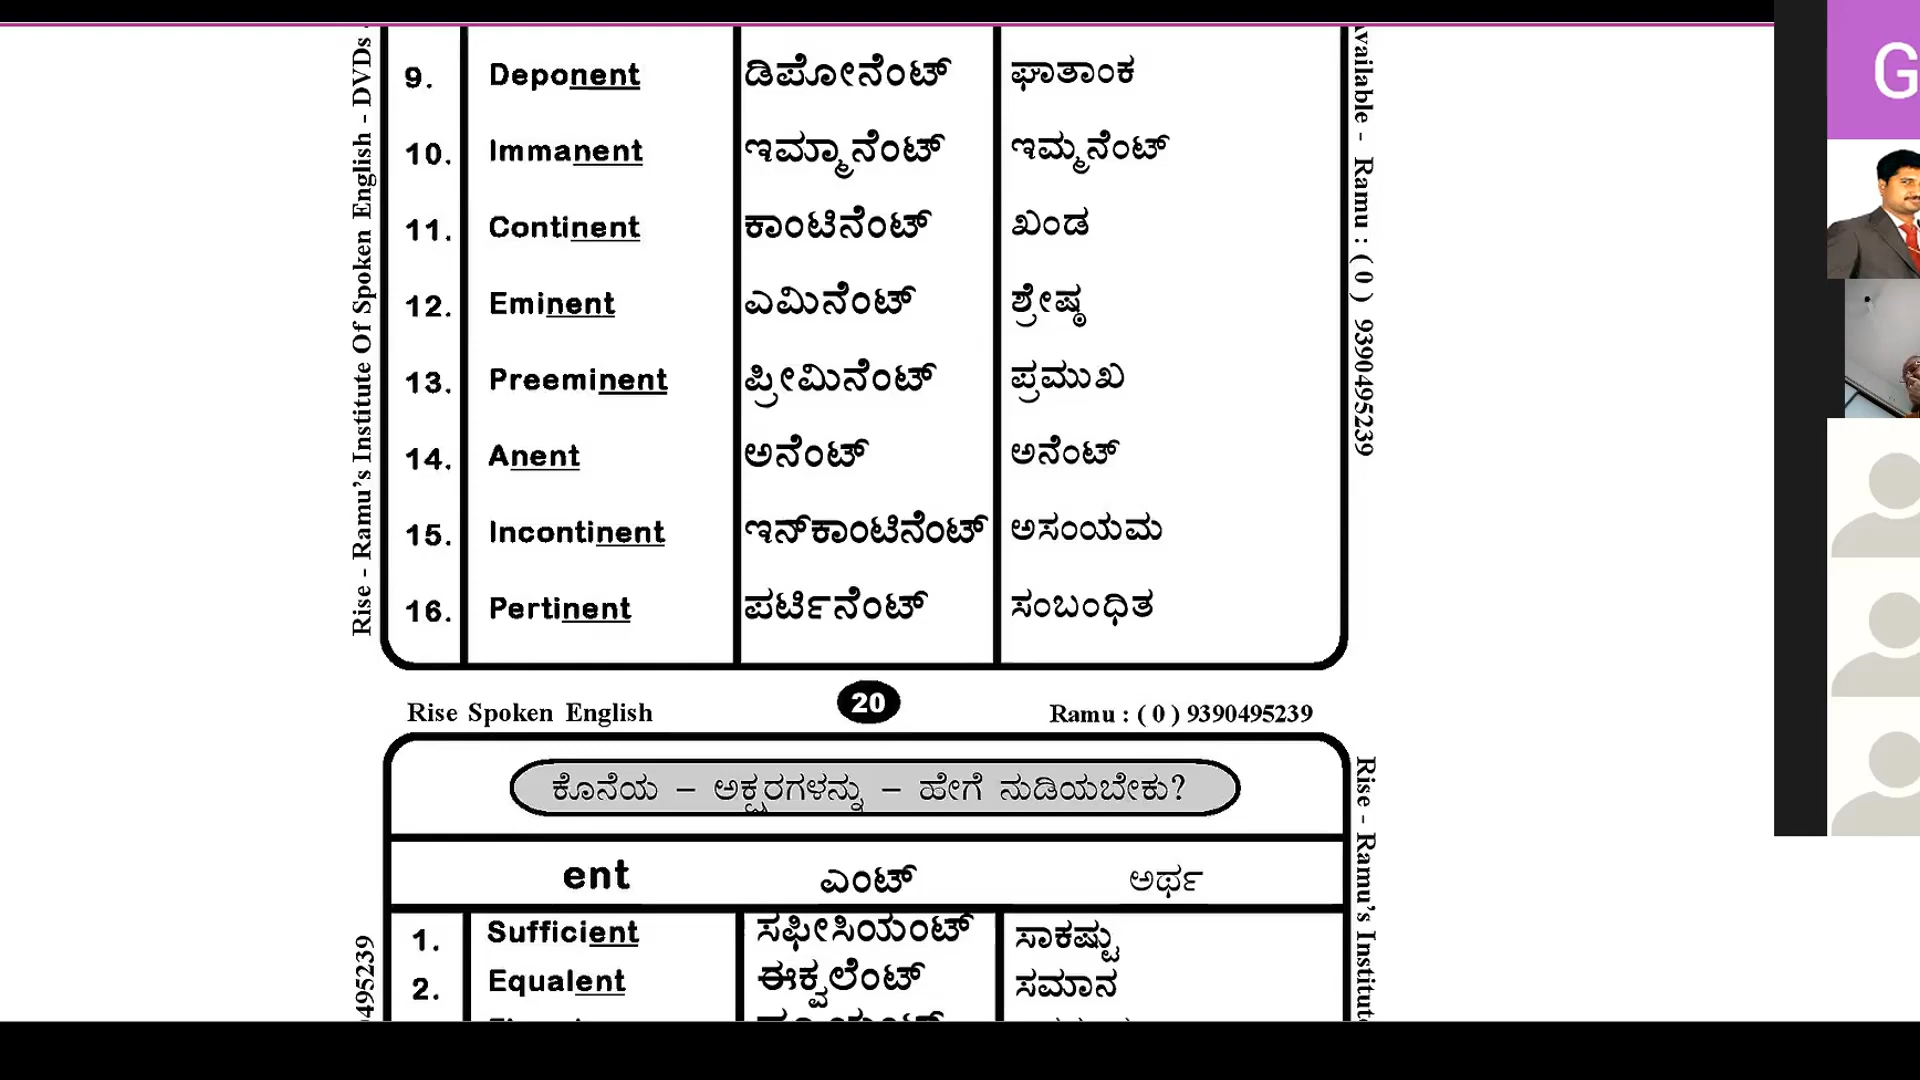 9. Deponent ಡಿಪೋನೆಂಟ್ ಘಾತಾಂಕ
10. Immanent ಇಮ್ಮಾನೆಂಟ್ ಇಮ್ಮನೆಂಟ್
11. Continent ಕಾಂಟಿನೆಂಟ್ ಖಂಡ
12. Eminent ಎಮಿನೆಂಟ್ ಶ್ರೇಷ್ಠ
13. Preeminent ಪ್ರೀಮಿನೆಂಟ್ ಪ್ರಮುಖ
14. Anent ಅನೆಂಟ್ ಅನೆಂಟ್
15. Incontinent ಇನ್‌ಕಾಂಟಿನೆಂಟ್ ಅಸಂಯಮ
16. Pertinent ಪರ್ಟಿನೆಂಟ್ ಸಂಬಂಧಿತ
Rise - Ramu's Institute Of Spoken English - DVDs
Available - Ramu : ( 0 ) 9390495239
Rise Spoken English 20 Ramu : ( 0 ) 9390495239
ಕೊನೆಯ – ಅಕ್ಷರಗಳನ್ನು – ಹೇಗೆ ನುಡಿಯಬೇಕು?
ent ಎಂಟ್ ಅರ್ಥ
1. Sufficient ಸಫೀಸಿಯಂಟ್ ಸಾಕಷ್ಟು
2. Equalent ಈಕ್ವಲೆಂಟ್ ಸಮಾನ
495239
Rise - Ramu's Institute
G